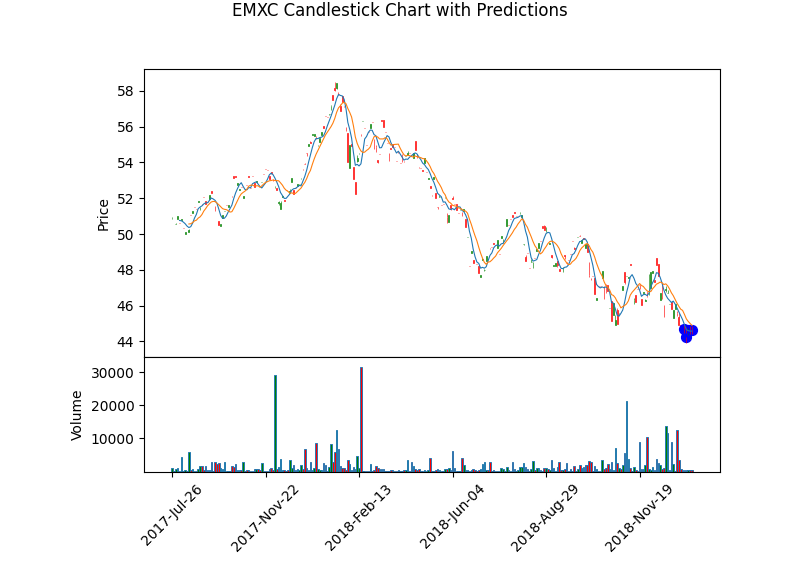 EMXC Candlestick Chart with Predictions
58
56
54
52
50
48
46
44
Price
30000
20000
10000
Volume
2017-Jul-26
2017-Nov-22
2018-Feb-13
2018-Jun-04
2018-Aug-29
2018-Nov-19